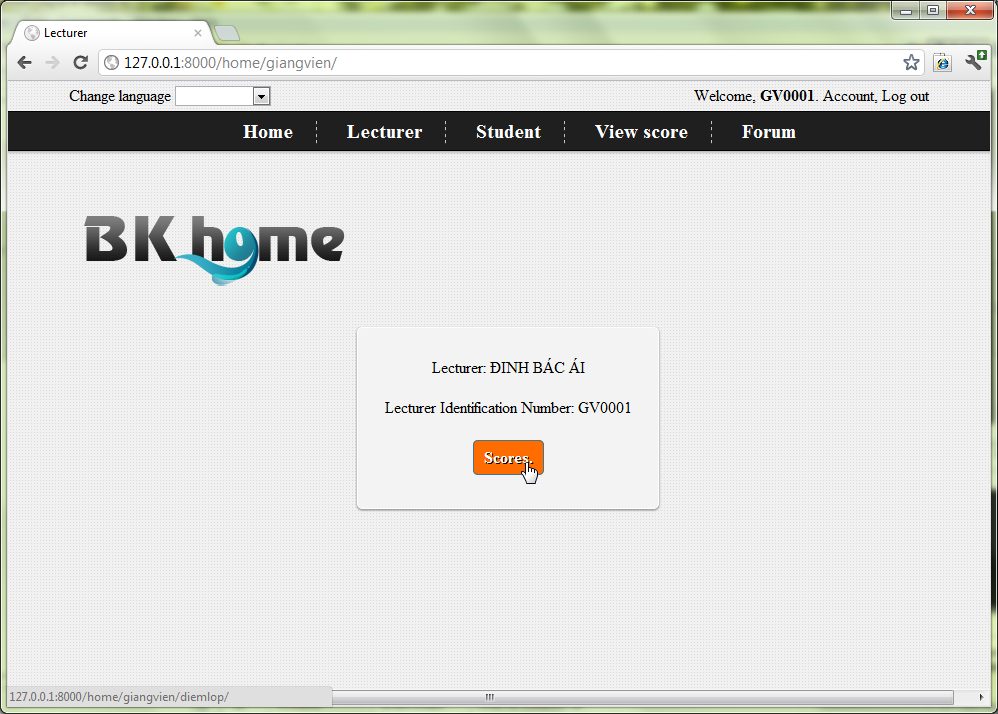 Lecturer
127.0.0.1:8000/home/giangvien/
Change language
Welcome, GV0001. Account, Log out
Home Lecturer Student View score Forum
BK home
Lecturer: ĐINH BÁC ÁI
Lecturer Identification Number: GV0001
Scores
127.0.0.1:8000/home/giangvien/diemlop/